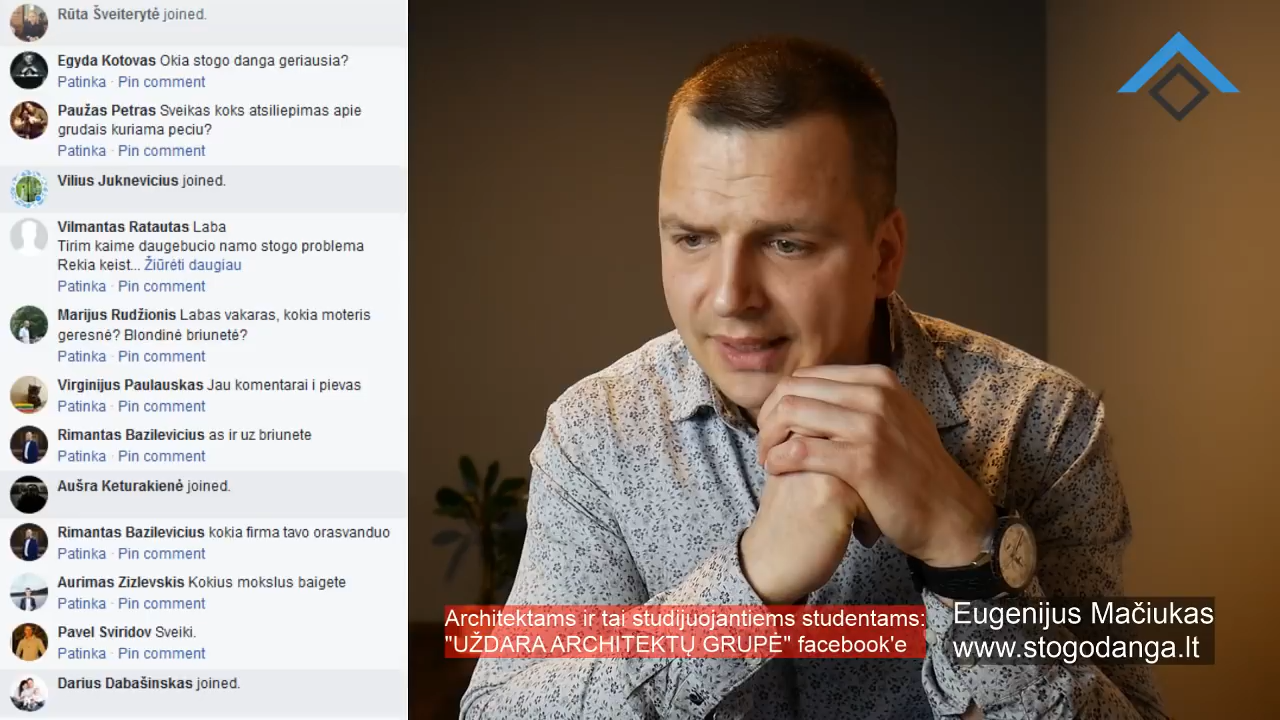 Rūta Šveiterytė joined.
Egyda Kotovas Okia stogo danga geriausia?
Patinka · Pin comment
Paužas Petras Sveikas koks atsiliepimas apie
grudais kuriama peciu?
Patinka · Pin comment
Vilius Juknevicius joined.
Vilmantas Ratautas Laba
Tirim kaime daugebucio namo stogo problema
Rekia keist... Žiūrėti daugiau
Patinka · Pin comment
Marijus Rudžionis Labas vakaras, kokia moteris
geresnė? Blondinė briunetė?
Patinka · Pin comment
Virginijus Paulauskas Jau komentarai i pievas
Patinka · Pin comment
Rimantas Bazilevicius as ir uz briunete
Patinka · Pin comment
Aušra Keturakienė joined.
Rimantas Bazilevicius kokia firma tavo orasvanduo
Patinka · Pin comment
Aurimas Zizlevskis Kokius mokslus baigete
Patinka · Pin comment
Pavel Sviridov Sveiki.
Patinka · Pin comment
Darius Dabašinskas joined.
Architektams ir tai studijuojantiems studentams:
"UŽDARA ARCHITEKTŲ GRUPĖ" facebook'e
Eugenijus Mačiukas
www.stogodanga.lt